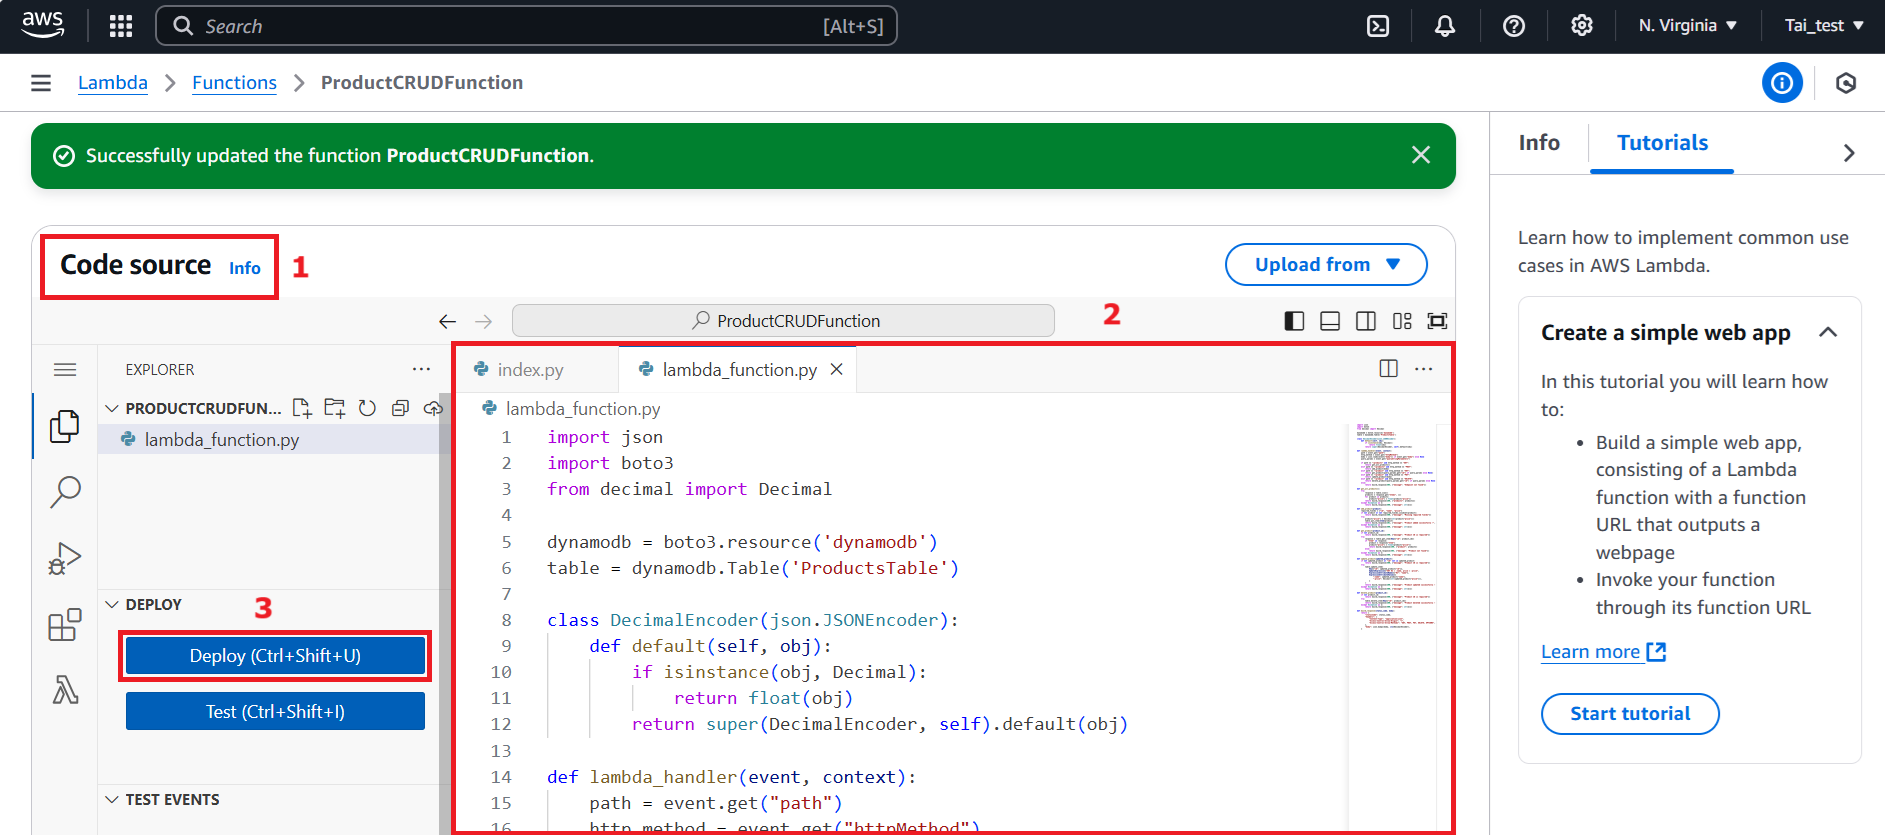 aws
Search
[Alt+S]
N. Virginia
Tai_test
Lambda
Functions
ProductCRUDFunction
Successfully updated the function ProductCRUDFunction.
Info
Tutorials
Code source Info
1
Upload from
ProductCRUDFunction
2
EXPLORER
PRODUCTCRUDFUN...
lambda_function.py
DEPLOY
3
Deploy (Ctrl+Shift+U)
Test (Ctrl+Shift+I)
TEST EVENTS
index.py
lambda_function.py
lambda_function.py
1 import json
2 import boto3
3 from decimal import Decimal
4
5 dynamodb = boto3.resource('dynamodb')
6 table = dynamodb.Table('ProductsTable')
7
8 class DecimalEncoder(json.JSONEncoder):
9 def default(self, obj):
10 if isinstance(obj, Decimal):
11 return float(obj)
12 return super(DecimalEncoder, self).default(obj)
13
14 def lambda_handler(event, context):
15 path = event.get("path")
16 http_method = event.get("httpMethod")
Learn how to implement common use
cases in AWS Lambda.
Create a simple web app
In this tutorial you will learn how
to:
• Build a simple web app,
consisting of a Lambda
function with a function
URL that outputs a
webpage
• Invoke your function
through its function URL
Learn more
Start tutorial